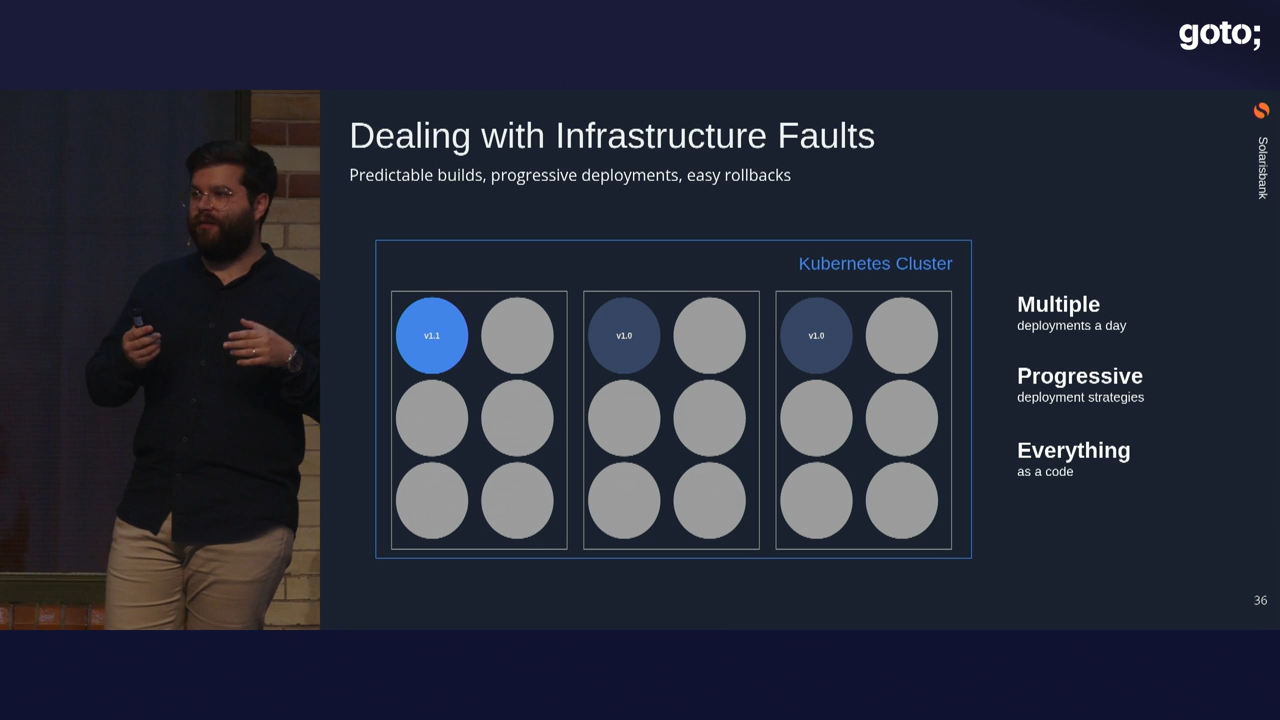 goto;
Solarisbank
Dealing with Infrastructure Faults
Predictable builds, progressive deployments, easy rollbacks
Kubernetes Cluster
v1.1
v1.0
v1.0
Multiple
deployments a day
Progressive
deployment strategies
Everything
as a code
36